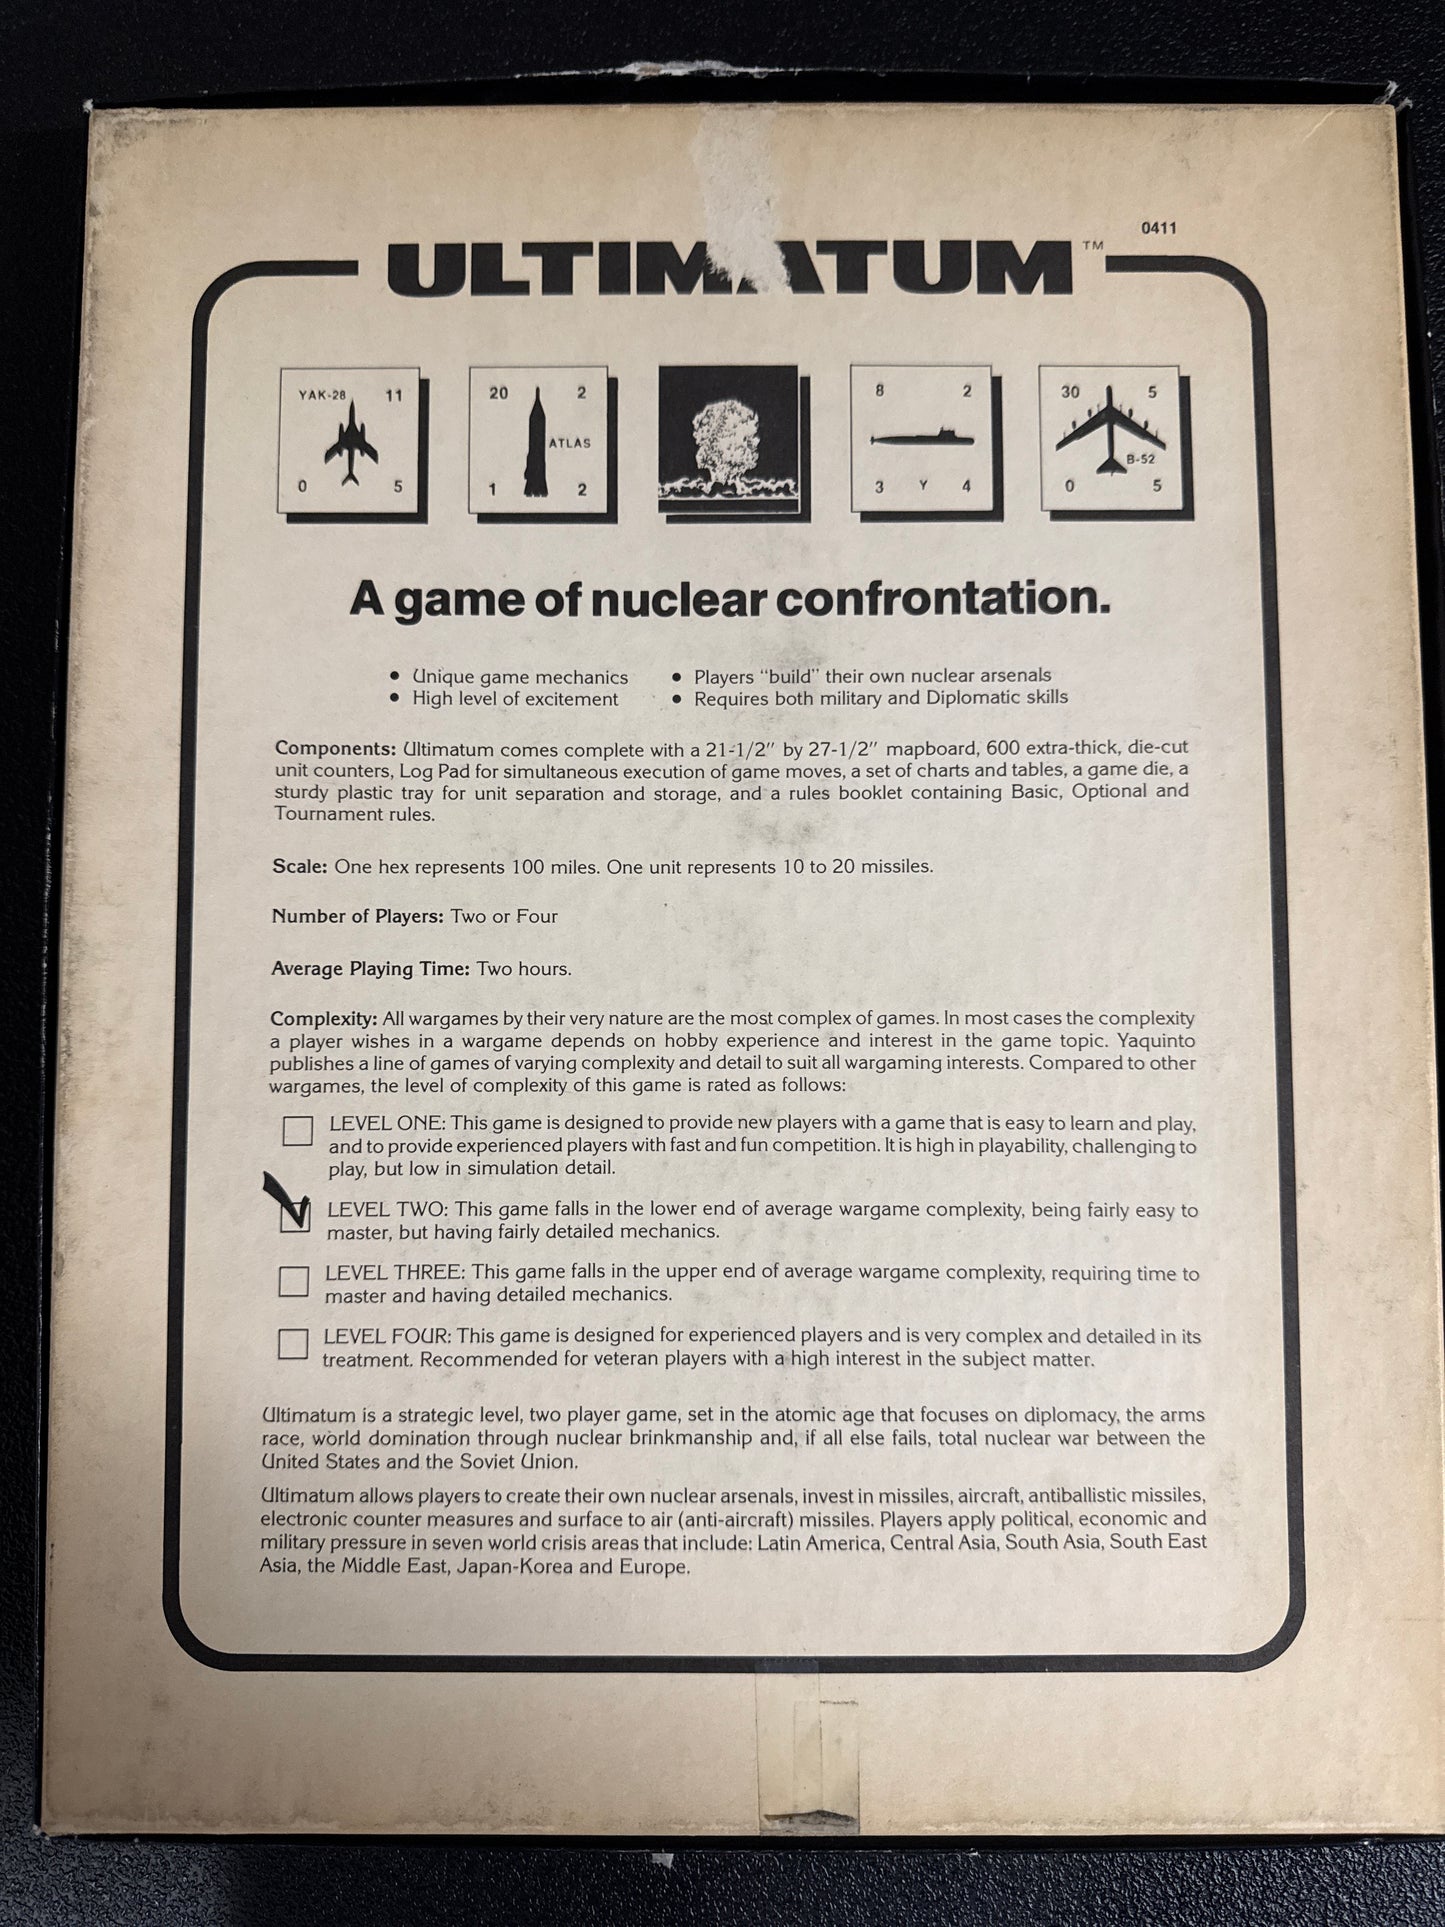 0411
ULTIMATUM™
YAK-28 11
0 5
20 2
ATLAS
1 2
8 2
3 Y 4
30 5
B-52
0 5
A game of nuclear confrontation.
• Unique game mechanics
• High level of excitement
• Players “build” their own nuclear arsenals
• Requires both military and Diplomatic skills
Components: Ultimatum comes complete with a 21-1/2″ by 27-1/2″ mapboard, 600 extra-thick, die-cut
unit counters, Log Pad for simultaneous execution of game moves, a set of charts and tables, a game die, a
sturdy plastic tray for unit separation and storage, and a rules booklet containing Basic, Optional and
Tournament rules.
Scale: One hex represents 100 miles. One unit represents 10 to 20 missiles.
Number of Players: Two or Four
Average Playing Time: Two hours.
Complexity: All wargames by their very nature are the most complex of games. In most cases the complexity
a player wishes in a wargame depends on hobby experience and interest in the game topic. Yaquinto
publishes a line of games of varying complexity and detail to suit all wargaming interests. Compared to other
wargames, the level of complexity of this game is rated as follows:
LEVEL ONE: This game is designed to provide new players with a game that is easy to learn and play,
and to provide experienced players with fast and fun competition. It is high in playability, challenging to
play, but low in simulation detail.
LEVEL TWO: This game falls in the lower end of average wargame complexity, being fairly easy to
master, but having fairly detailed mechanics.
LEVEL THREE: This game falls in the upper end of average wargame complexity, requiring time to
master and having detailed mechanics.
LEVEL FOUR: This game is designed for experienced players and is very complex and detailed in its
treatment. Recommended for veteran players with a high interest in the subject matter.
Ultimatum is a strategic level, two player game, set in the atomic age that focuses on diplomacy, the arms
race, world domination through nuclear brinkmanship and, if all else fails, total nuclear war between the
United States and the Soviet Union.
Ultimatum allows players to create their own nuclear arsenals, invest in missiles, aircraft, antiballistic missiles,
electronic counter measures and surface to air (anti-aircraft) missiles. Players apply political, economic and
military pressure in seven world crisis areas that include: Latin America, Central Asia, South Asia, South East
Asia, the Middle East, Japan-Korea and Europe.